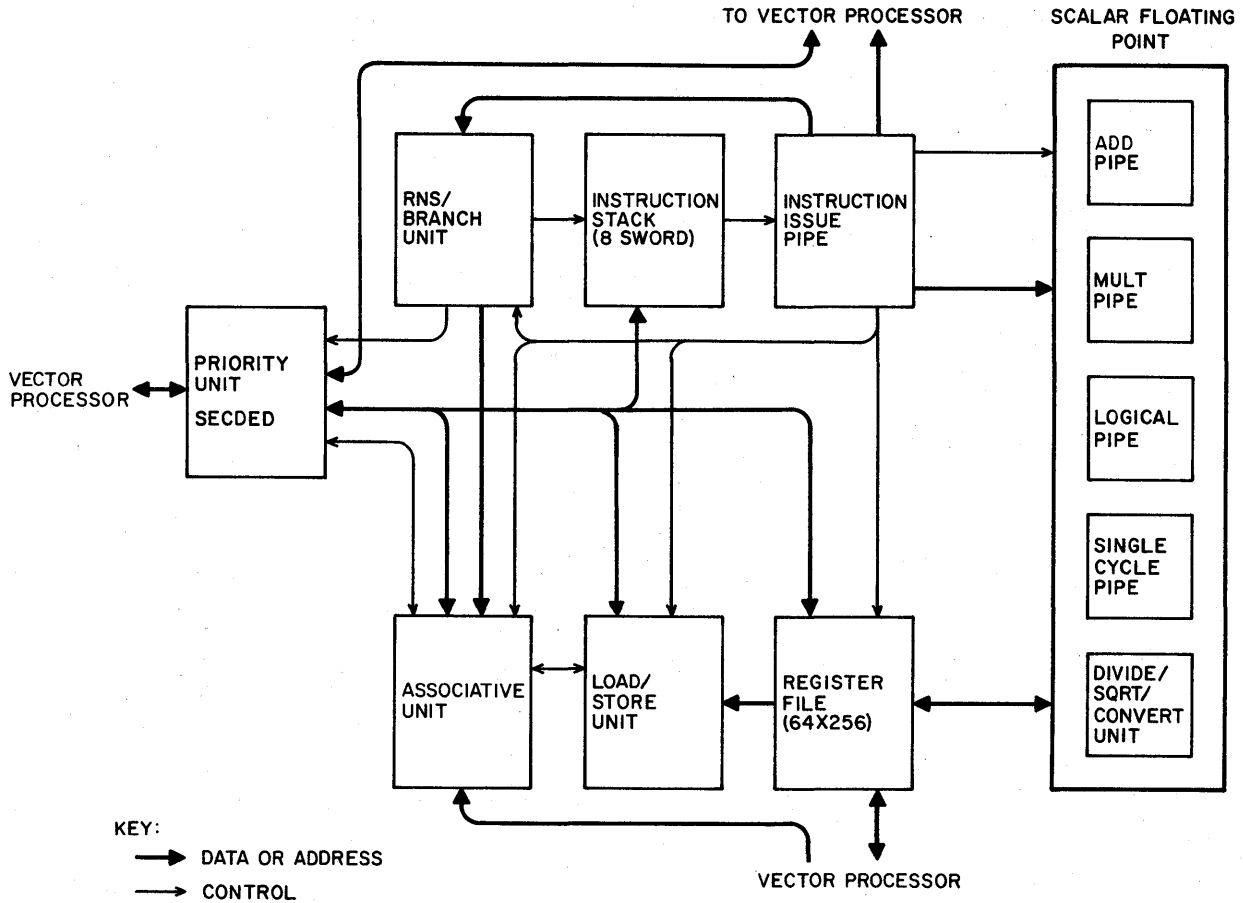 TO VECTOR PROCESSOR
SCALAR FLOATING
POINT
RNS/
BRANCH
UNIT
INSTRUCTION
STACK
(8 SWORD)
INSTRUCTION
ISSUE
PIPE
ADD
PIPE
MULT
PIPE
LOGICAL
PIPE
SINGLE
CYCLE
PIPE
DIVIDE/
SQRT/
CONVERT
UNIT
VECTOR
PROCESSOR
PRIORITY
UNIT
SECDED
ASSOCIATIVE
UNIT
LOAD/
STORE
UNIT
REGISTER
FILE
(64X256)
KEY:
DATA OR ADDRESS
CONTROL
VECTOR PROCESSOR